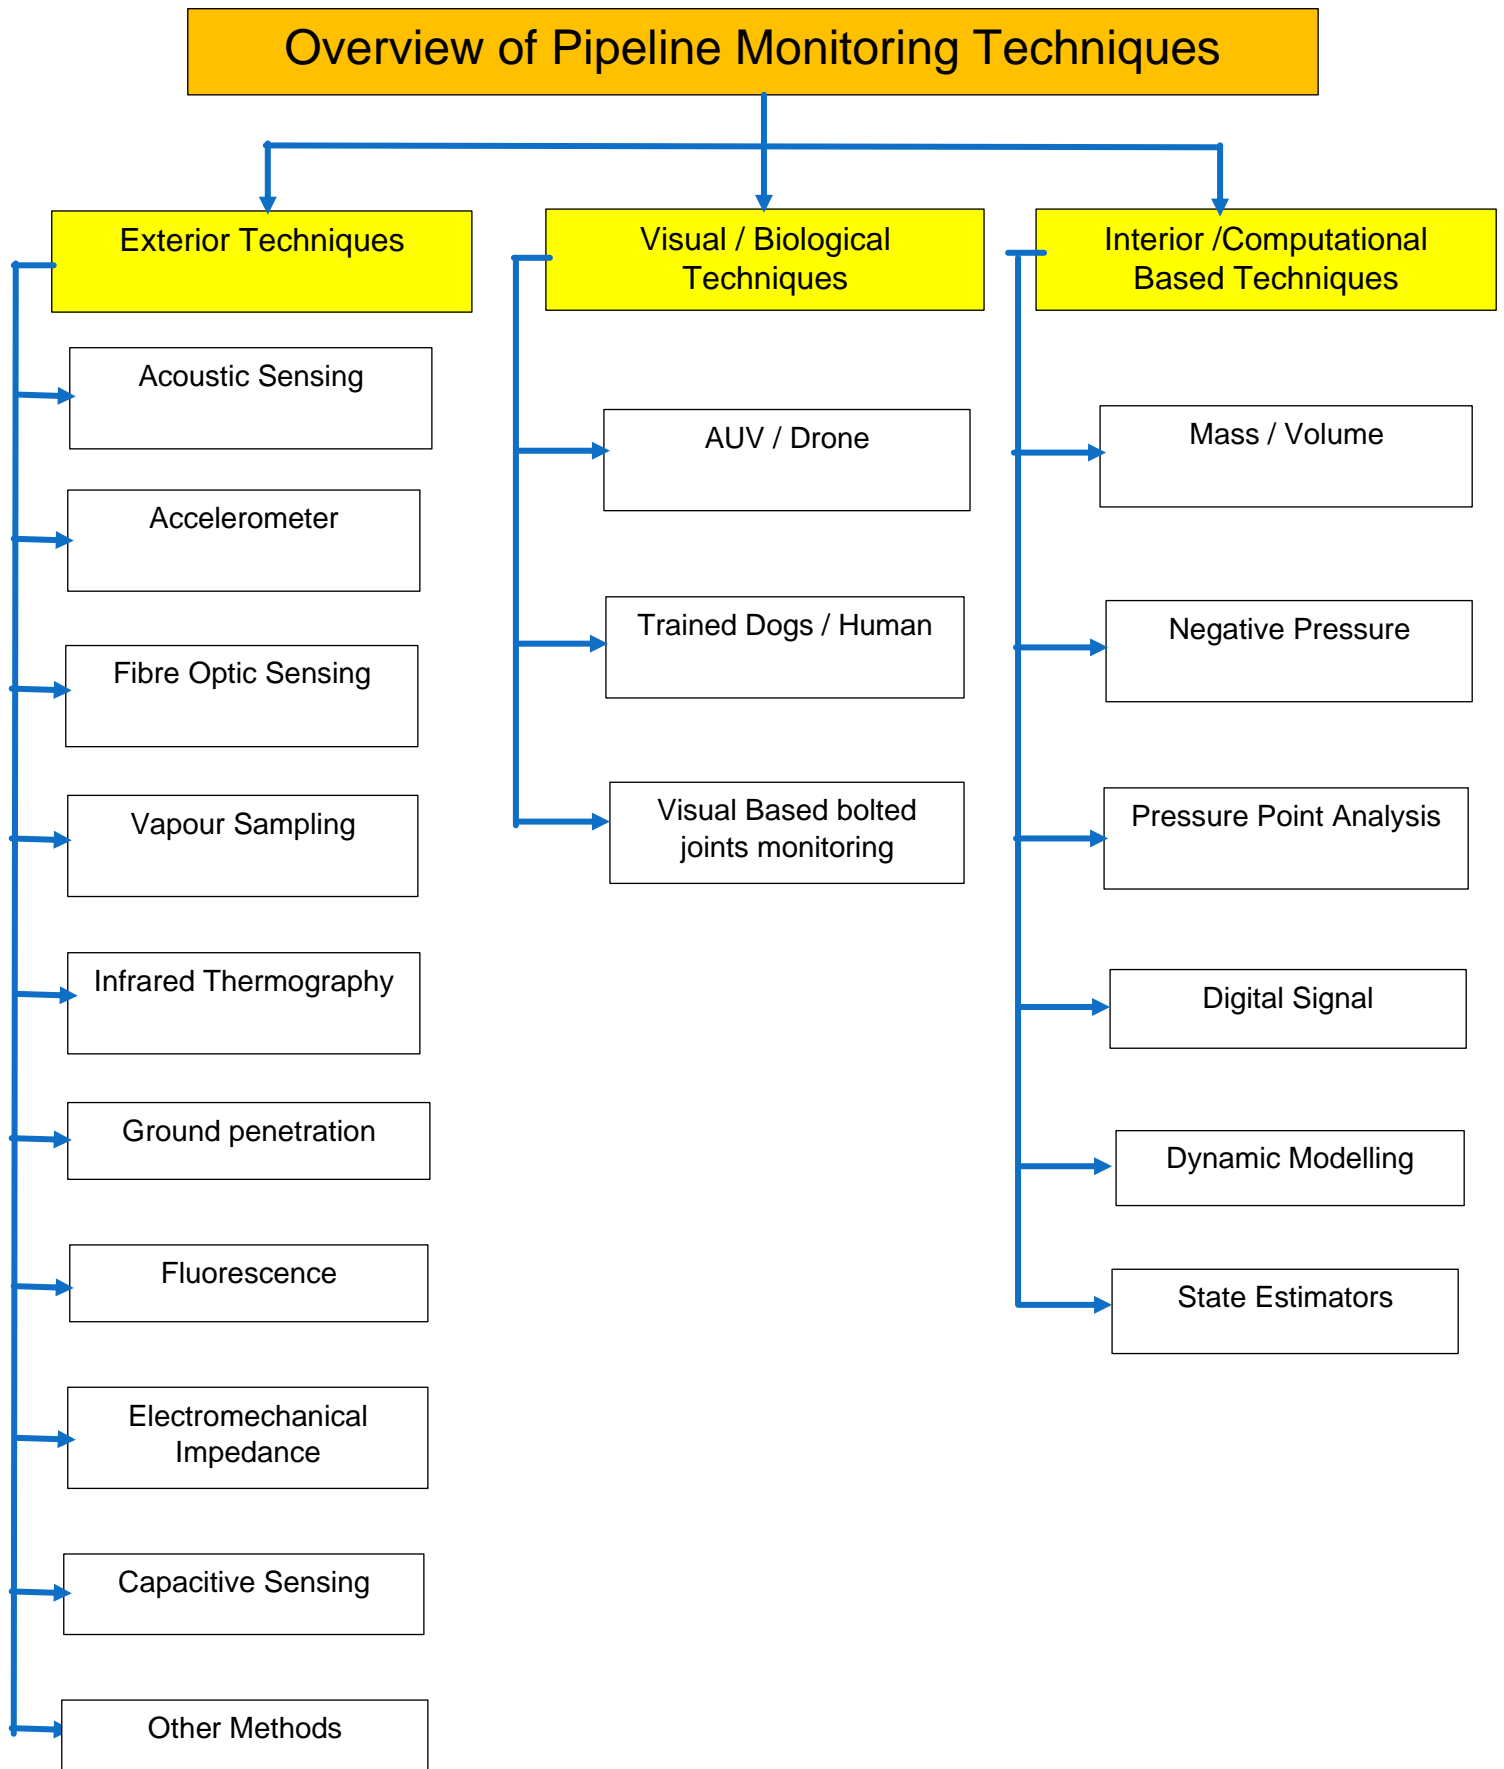 Overview of Pipeline Monitoring Techniques
Exterior Techniques
Acoustic Sensing
Accelerometer
Fibre Optic Sensing
Vapour Sampling
Infrared Thermography
Ground penetration
Fluorescence
Electromechanical
Impedance
Capacitive Sensing
Other Methods
Visual / Biological
Techniques
AUV / Drone
Trained Dogs / Human
Visual Based bolted
joints monitoring
Interior /Computational
Based Techniques
Mass / Volume
Negative Pressure
Pressure Point Analysis
Digital Signal
Dynamic Modelling
State Estimators